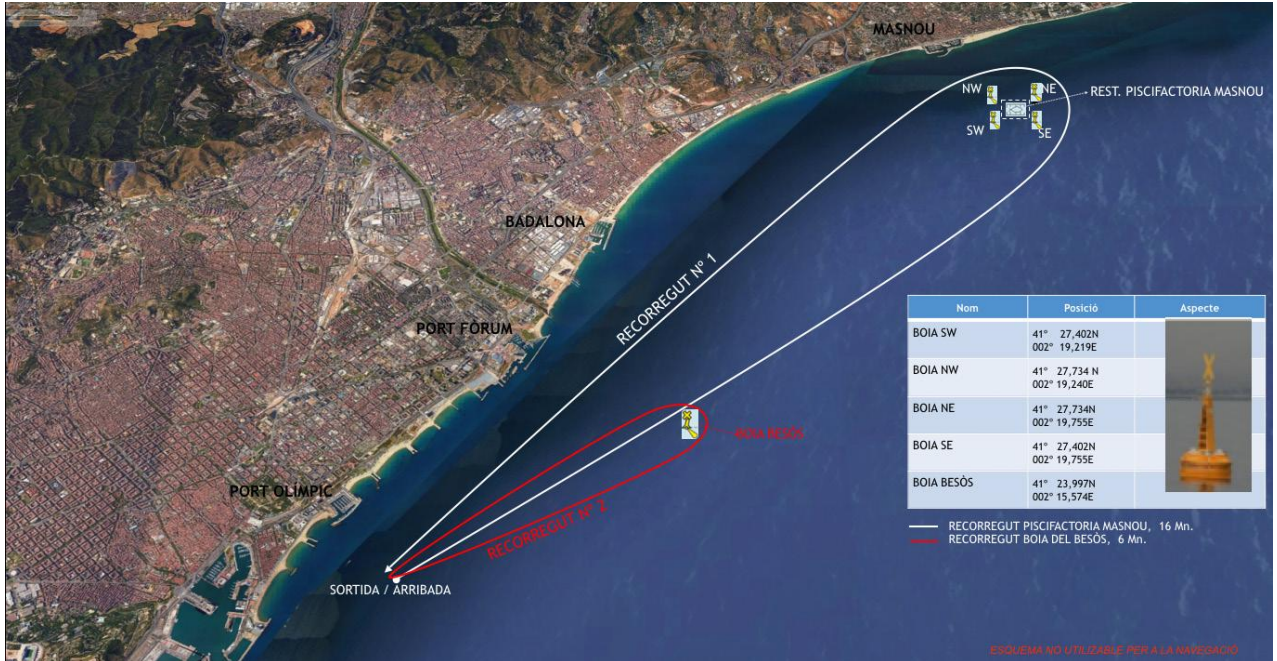 MASNOU
NW
NE
REST. PISCIFACTORIA MASNOU
SW
SE
BADALONA
RECORREGUT Nº 1
PORT FÒRUM
Nom Posició Aspecte
BOIA SW 41° 27,402N
002° 19,219E
BOIA NW 41° 27,734 N
002° 19,240E
BOIA NE 41° 27,734N
002° 19,755E
BOIA SE 41° 27,402N
002° 19,755E
BOIA BESÒS 41° 23,997N
002° 15,574E
BOIA BESÒS
PORT OLÍMPIC
RECORREGUT Nº 2
RECORREGUT PISCIFACTORIA MASNOU, 16 Mn.
RECORREGUT BOIA DEL BESÒS, 6 Mn.
SORTIDA / ARRIBADA
ESQUEMA NO UTILIZABLE PER A LA NAVEGACIÓ